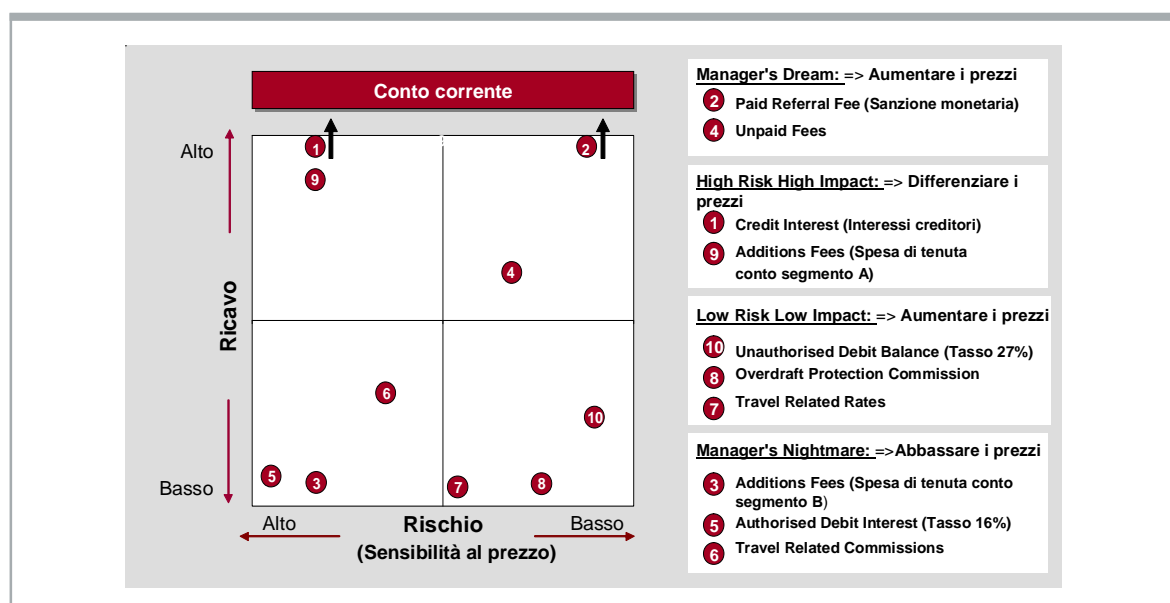 Conto corrente
Alto
1
2
9
4
Ricavo
6
10
5
3
7
8
Basso
Alto
Rischio
Basso
(Sensibilità al prezzo)
Manager's Dream: => Aumentare i prezzi
2 Paid Referral Fee (Sanzione monetaria)
4 Unpaid Fees
High Risk High Impact: => Differenziare i
prezzi
1 Credit Interest (Interessi creditori)
9 Additions Fees (Spesa di tenuta
conto segmento A)
Low Risk Low Impact: => Aumentare i prezzi
10 Unauthorised Debit Balance (Tasso 27%)
8 Overdraft Protection Commission
7 Travel Related Rates
Manager's Nightmare: =>Abbassare i prezzi
3 Additions Fees (Spesa di tenuta conto
segmento B)
5 Authorised Debit Interest (Tasso 16%)
6 Travel Related Commissions